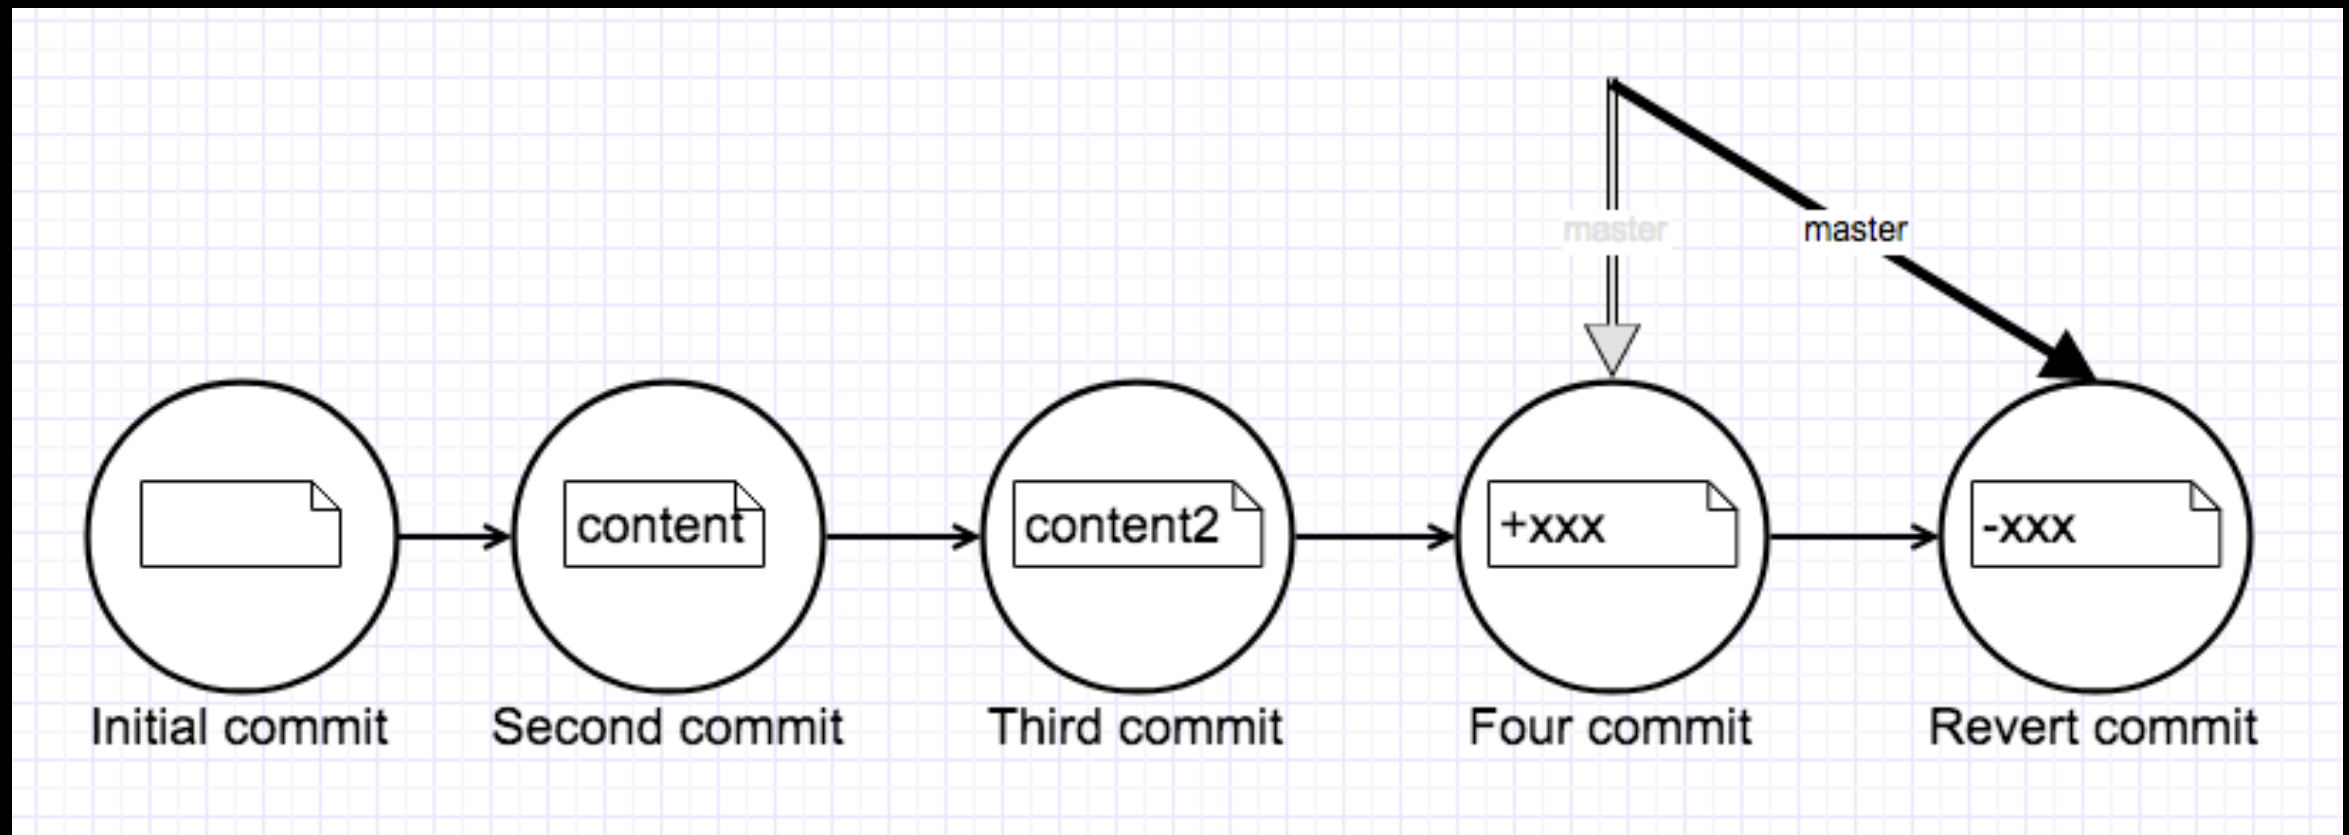 master
master
content
content2
+xxx
-xxx
Initial commit
Second commit
Third commit
Four commit
Revert commit